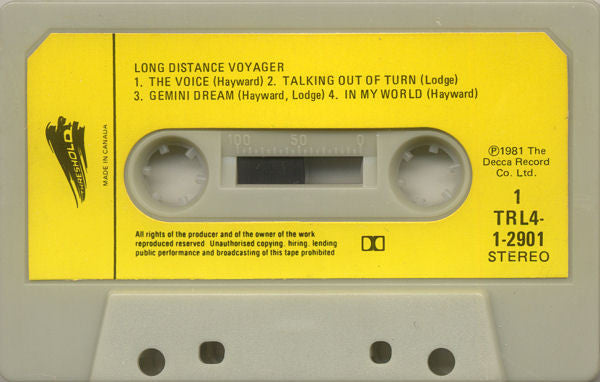 LONG DISTANCE VOYAGER
1. THE VOICE (Hayward) 2. TALKING OUT OF TURN (Lodge)
3. GEMINI DREAM (Hayward, Lodge) 4. IN MY WORLD (Hayward)
THRESHOLD
MADE IN CANADA
100 50 0
All rights of the producer and of the owner of the work
reproduced reserved Unauthorised copying, hiring, lending
public performance and broadcasting of this tape prohibited
Ⓟ1981 The
Decca Record
Co. Ltd.
1
TRL4-
1-2901
STEREO